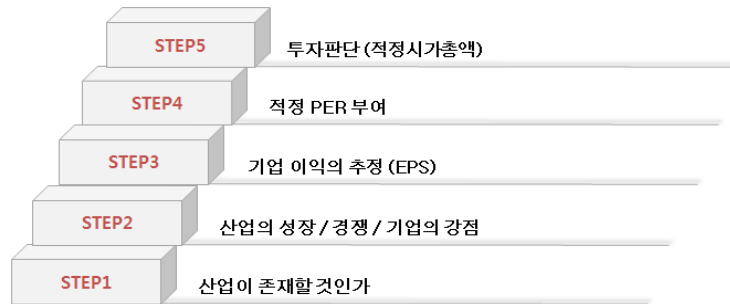 STEP5 투자판단 (적정시가총액)
STEP4 적정 PER 부여
STEP3 기업 이익의 추정 (EPS)
STEP2 산업의 성장 / 경쟁 / 기업의 강점
STEP1 산업이 존재할 것인가